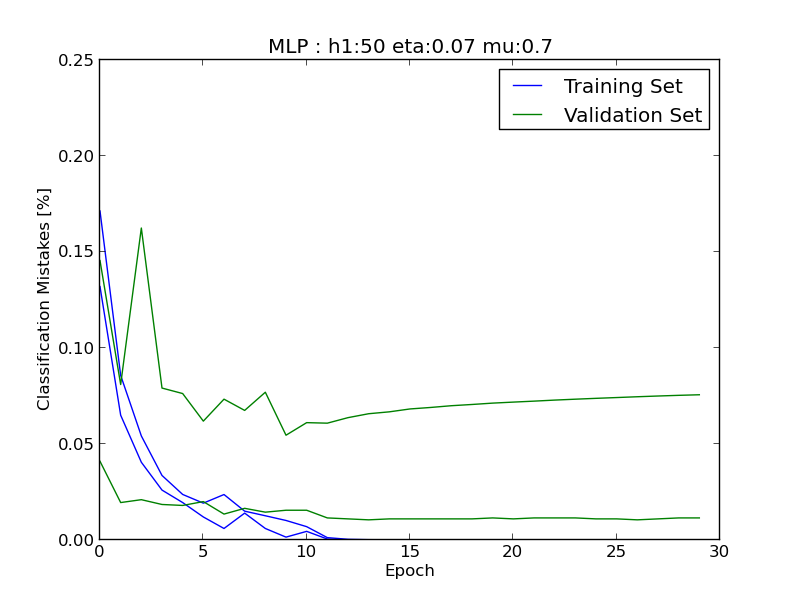 MLP : h1:50 eta:0.07 mu:0.7
Training Set
Validation Set
Classification Mistakes [%]
0.25
0.20
0.15
0.10
0.05
0.00
0 5 10 15 20 25 30
Epoch